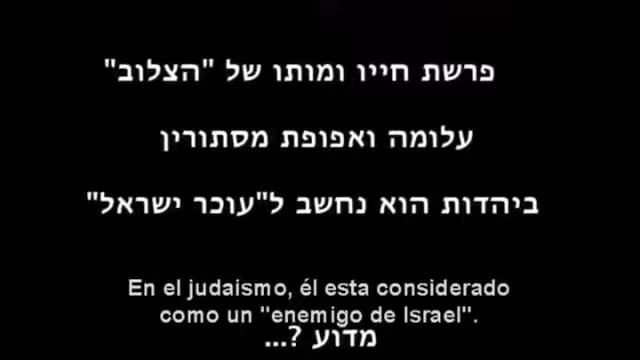 פרשת חייו ומותו של "הצלוב"
עלומה ואפופת מסתורין
ביהדות הוא נחשב ל"עוכר ישראל"
En el judaismo, él esta considerado
como un "enemigo de Israel".
מדוע ?...